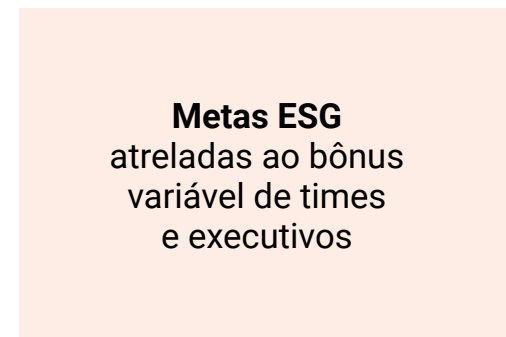 Metas ESG
atreladas ao bônus
variável de times
e executivos